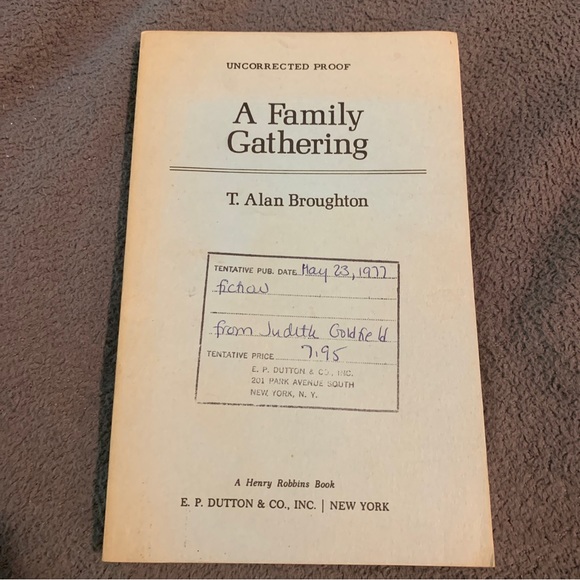 UNCORRECTED PROOF
A Family
Gathering
T. Alan Broughton
TENTATIVE PUB. DATE May 23, 1977
fiction
from Judith Goldfield
TENTATIVE PRICE 7.95
E. P. DUTTON & CO., INC.
201 PARK AVENUE SOUTH
NEW YORK, N. Y.
A Henry Robbins Book
E. P. DUTTON & CO., INC. | NEW YORK